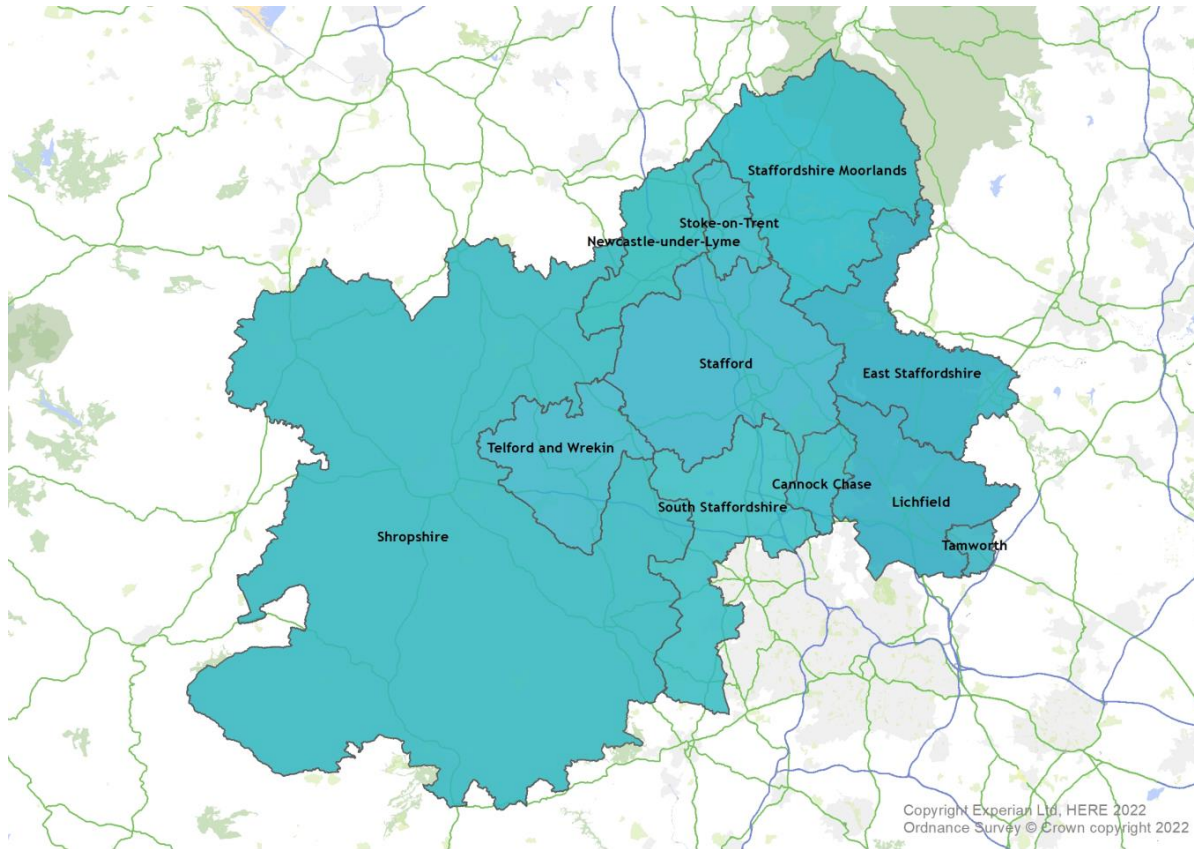 Staffordshire Moorlands
Stoke-on-Trent
Newcastle-under-Lyme
Stafford
East Staffordshire
Telford and Wrekin
Cannock Chase
Lichfield
South Staffordshire
Shropshire
Tamworth
Copyright Experian Ltd, HERE 2022
Ordnance Survey © Crown copyright 2022